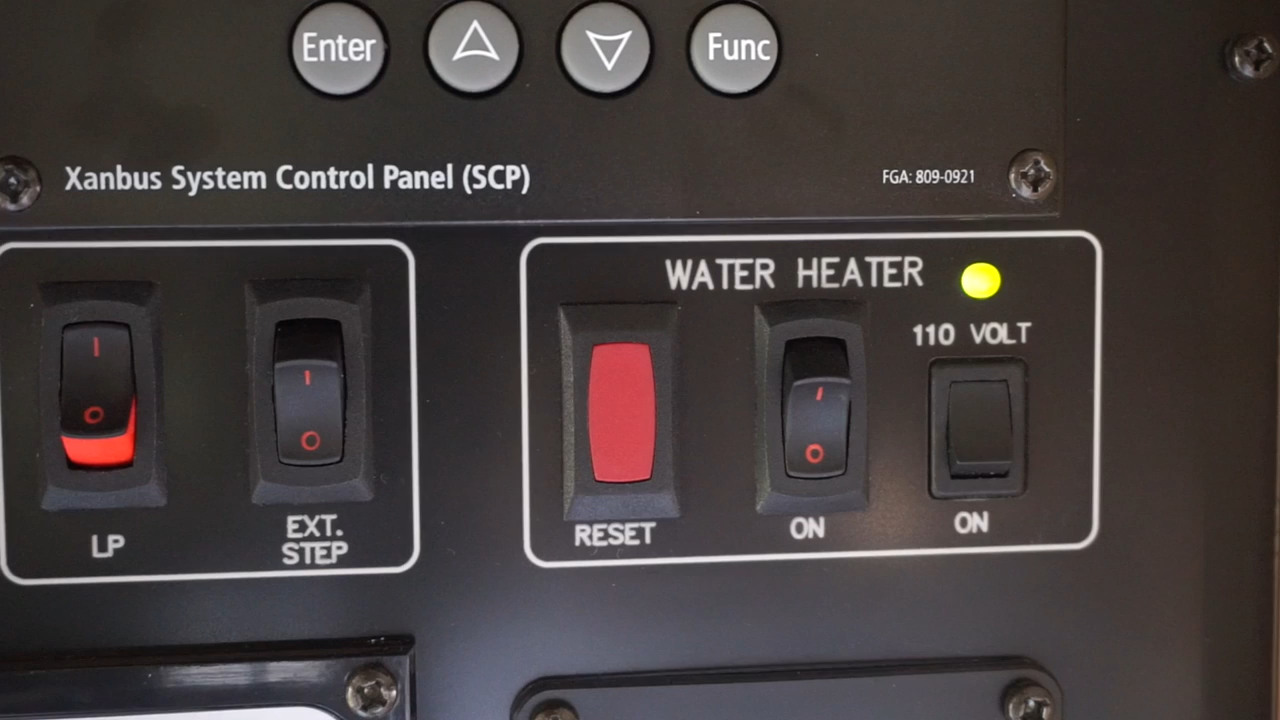 Enter
Func
Xanbus System Control Panel (SCP)
FGA: 809-0921
WATER HEATER
110 VOLT
I
O
I
O
I
O
LP
EXT.
STEP
RESET
ON
ON